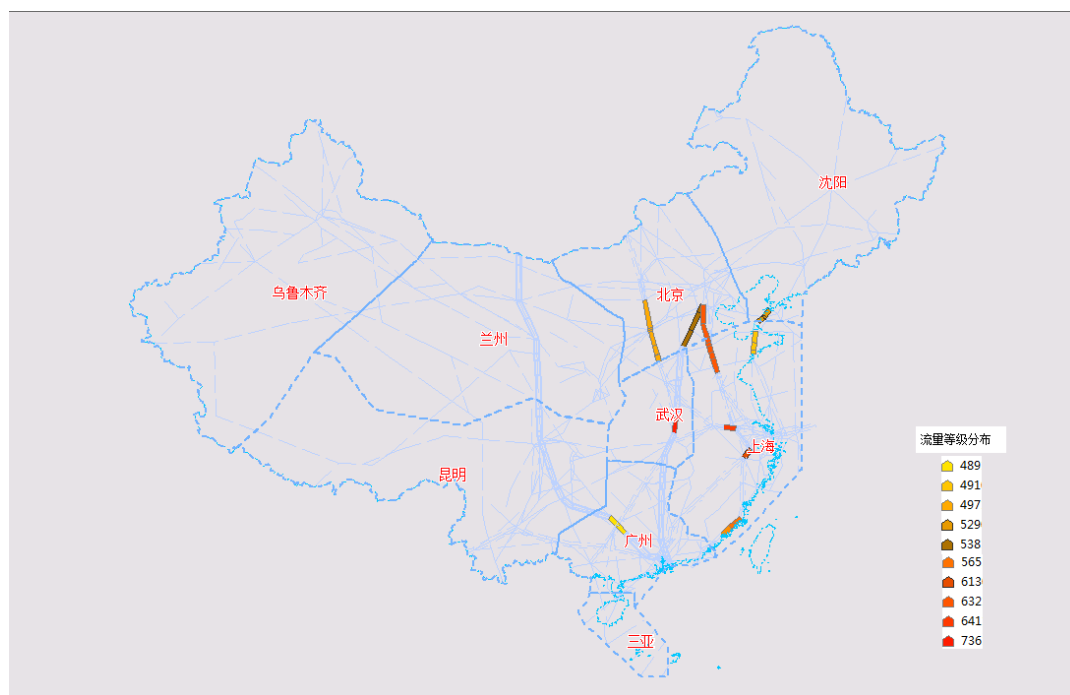 沈阳
乌鲁木齐
北京
兰州
武汉
上海
昆明
广州
三亚
流量等级分布
489
491
497
529
538
565
613
632
641
736